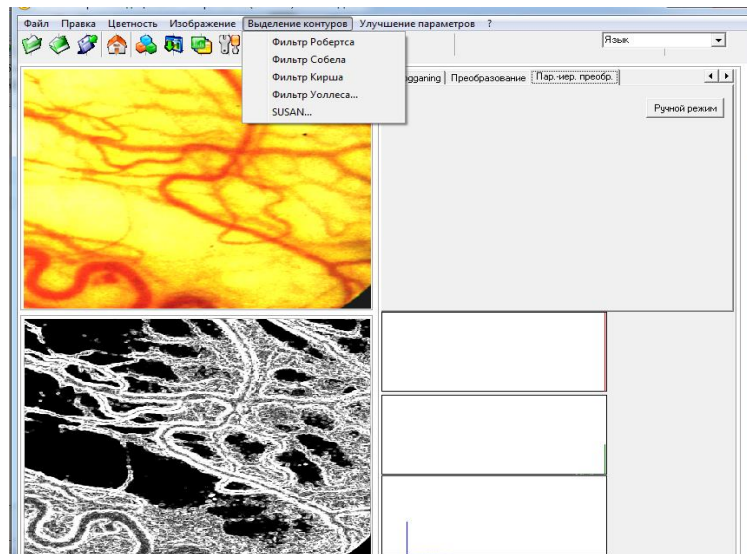 Файл Правка Цветность Изображение Выделение контуров Улучшение параметров ?
Фильтр Робертса
Фильтр Собела
Фильтр Кирша
Фильтр Уоллеса...
SUSAN...
Язык
Преобразование Пар.-иер. преобр.
Ручной режим